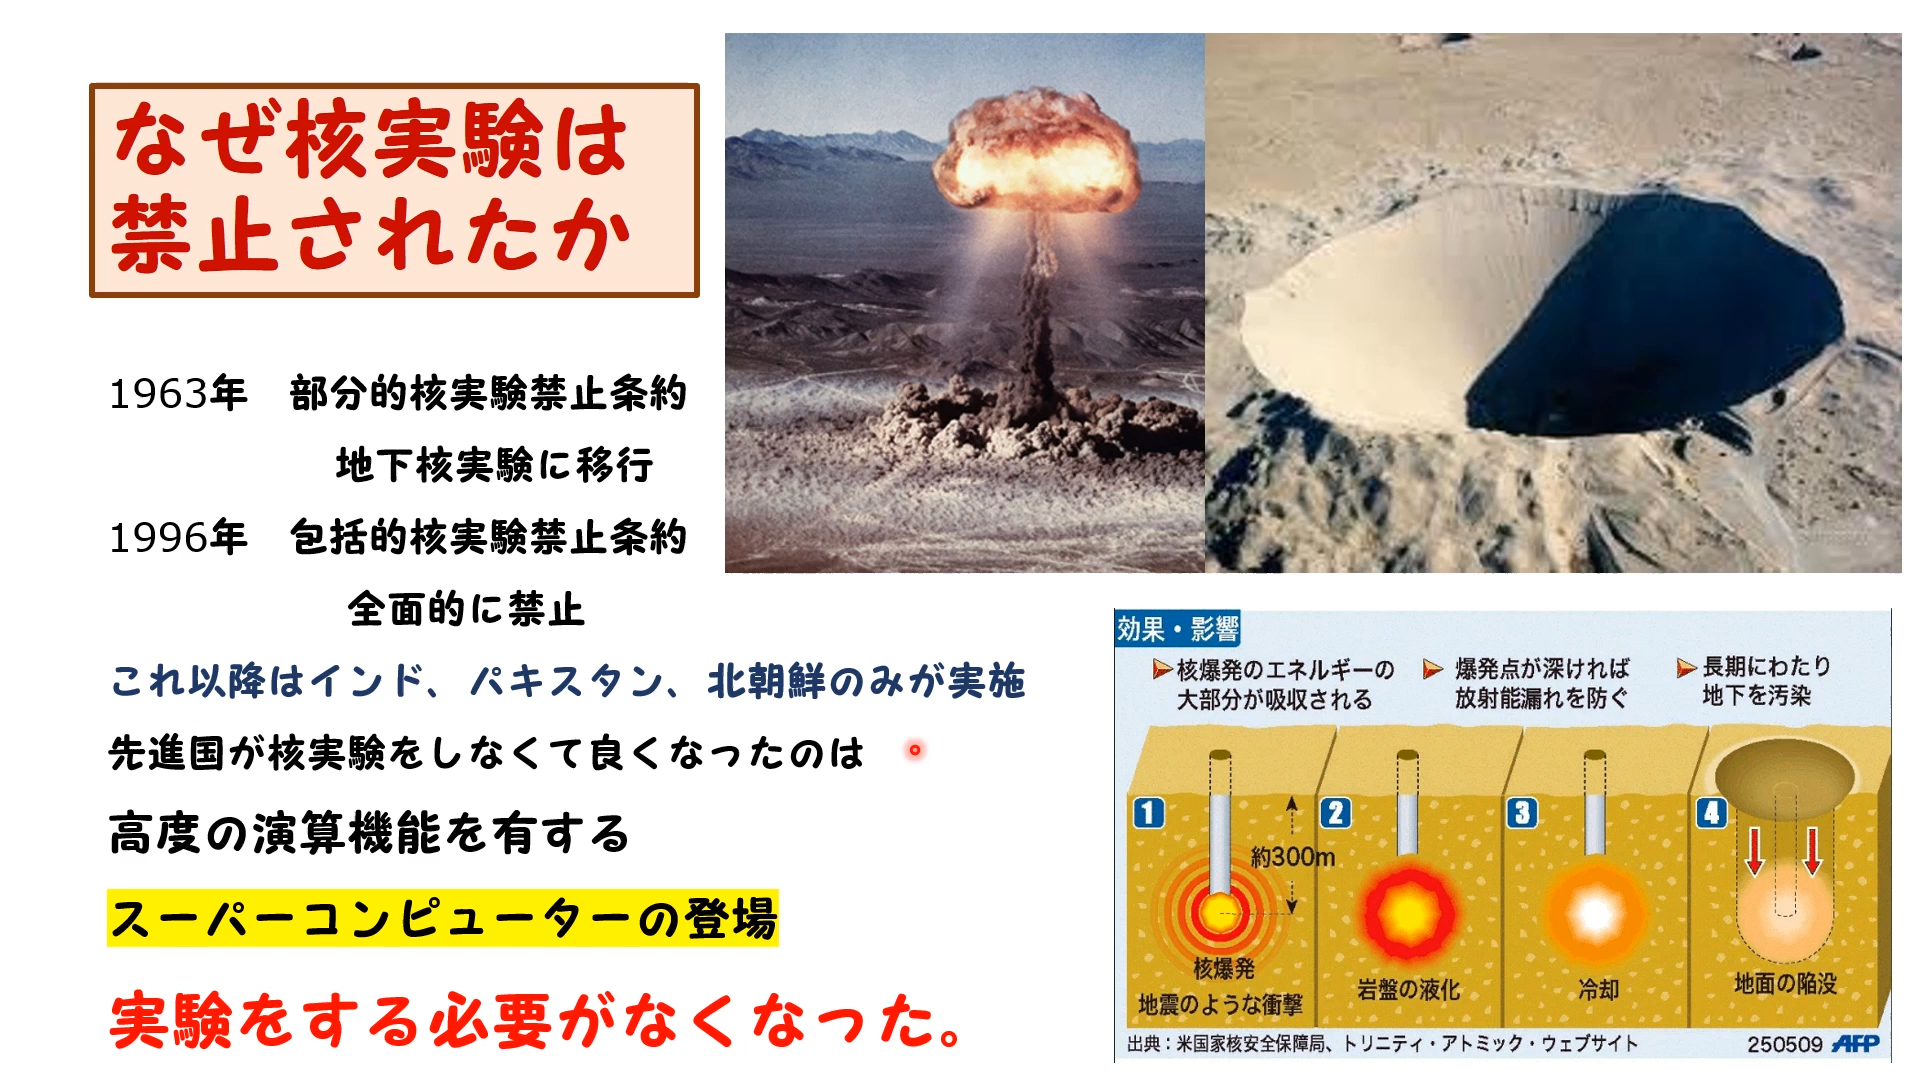 なぜ核実験は
禁止されたか
1963年　部分的核実験禁止条約
地下核実験に移行
1996年　包括的核実験禁止条約
全面的に禁止
これ以降はインド、パキスタン、北朝鮮のみが実施
先進国が核実験をしなくて良くなったのは
高度の演算機能を有する
スーパーコンピューターの登場
実験をする必要がなくなった。
効果・影響
核爆発のエネルギーの
大部分が吸収される
爆発点が深ければ
放射能漏れを防ぐ
長期にわたり
地下を汚染
1
2
3
4
約300m
核爆発
地震のような衝撃
岩盤の液化
冷却
地面の陥没
出典：米国家核安全保障局、トリニティ・アトミック・ウェブサイト
250509 AFP